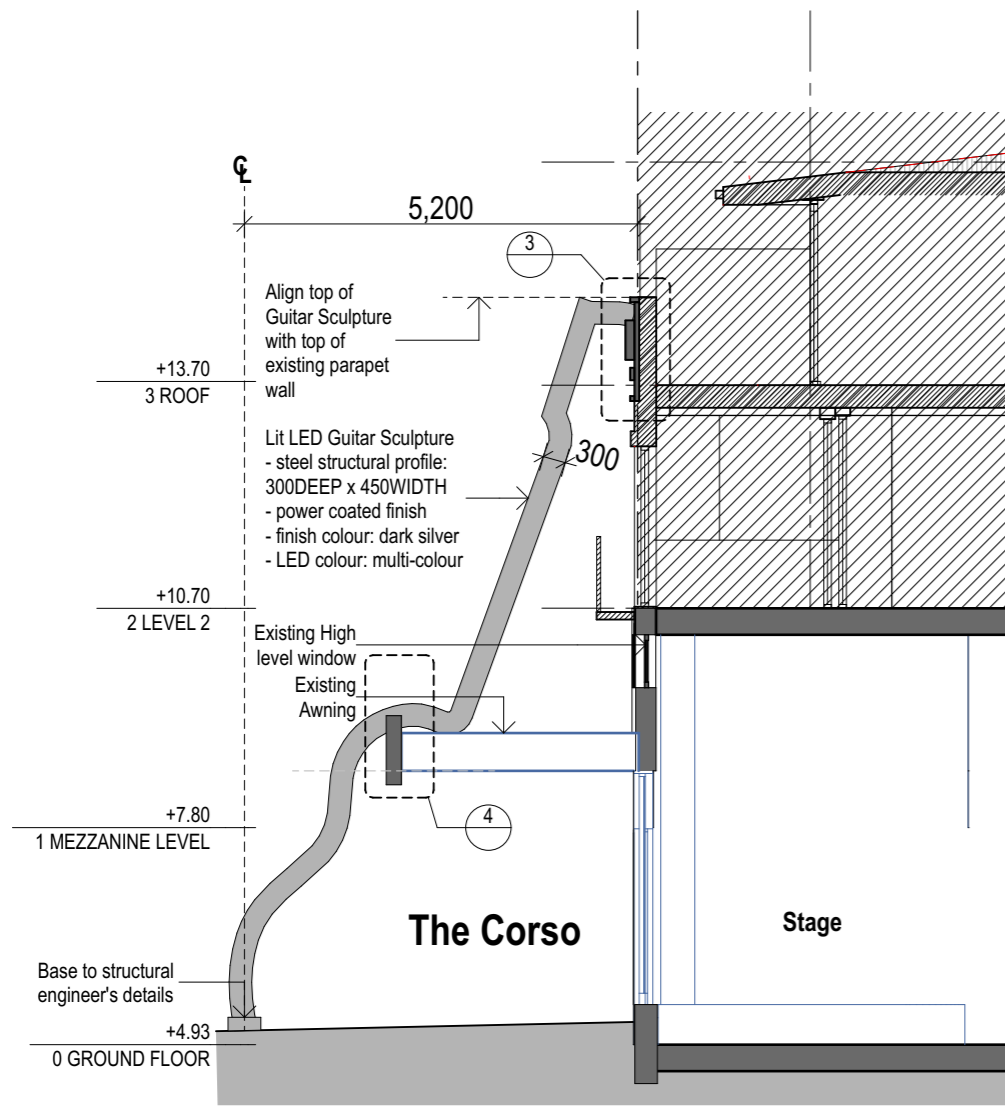 ℄
5,200
3
Align top of
Guitar Sculpture
with top of
existing parapet
wall
+13.70
3 ROOF
Lit LED Guitar Sculpture
- steel structural profile:
300DEEP x 450WIDTH
- power coated finish
- finish colour: dark silver
- LED colour: multi-colour
300
+10.70
2 LEVEL 2
Existing High
level window
Existing
Awning
+7.80
1 MEZZANINE LEVEL
4
The Corso
Stage
Base to structural
engineer's details
+4.93
0 GROUND FLOOR